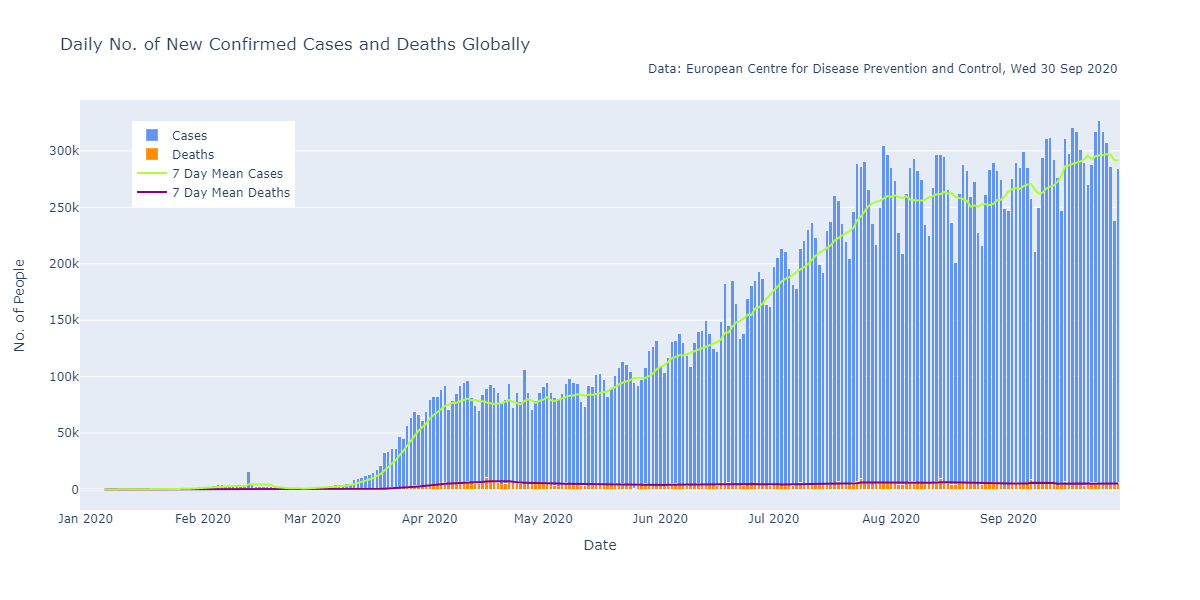 Daily No. of New Confirmed Cases and Deaths Globally
Data: European Centre for Disease Prevention and Control, Wed 30 Sep 2020
Cases
Deaths
7 Day Mean Cases
7 Day Mean Deaths
300k
250k
200k
150k
100k
50k
0
No. of People
Jan 2020 Feb 2020 Mar 2020 Apr 2020 May 2020 Jun 2020 Jul 2020 Aug 2020 Sep 2020
Date